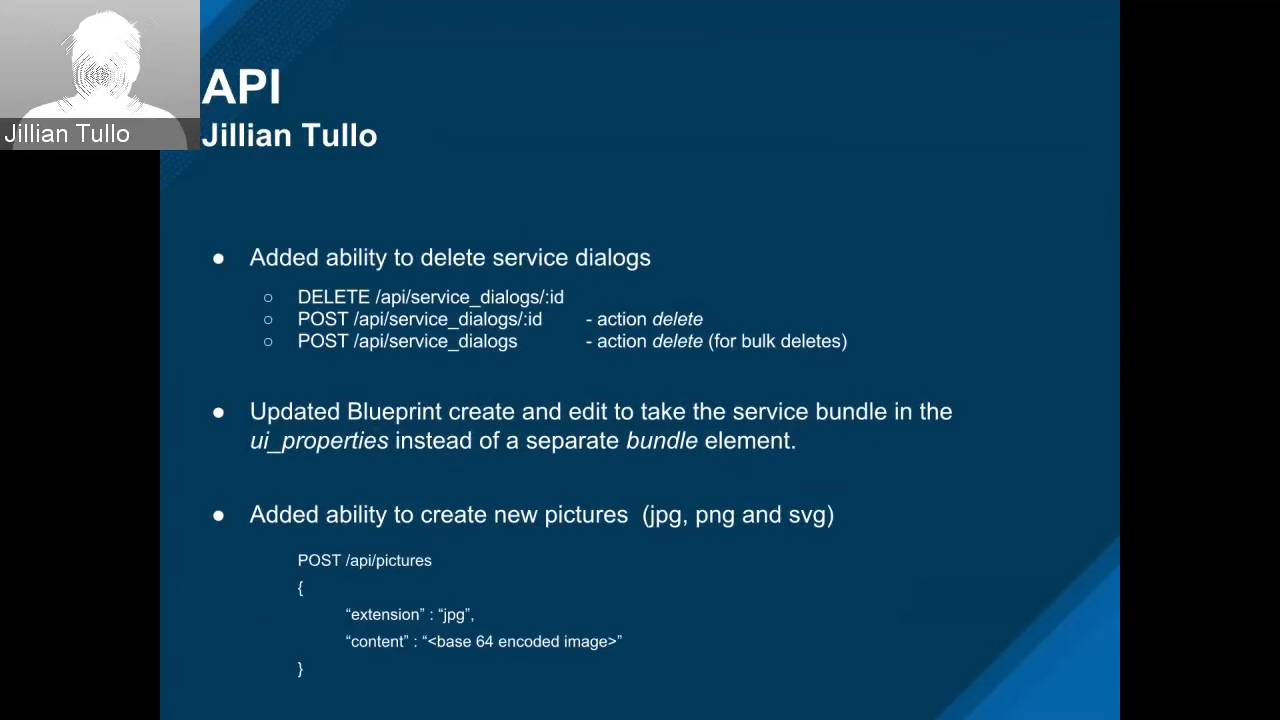 Jillian Tullo
API
Jillian Tullo
● Added ability to delete service dialogs
○ DELETE /api/service_dialogs/:id
○ POST /api/service_dialogs/:id - action delete
○ POST /api/service_dialogs - action delete (for bulk deletes)
● Updated Blueprint create and edit to take the service bundle in the
ui_properties instead of a separate bundle element.
● Added ability to create new pictures (jpg, png and svg)
POST /api/pictures
{
“extension” : “jpg”,
“content” : “<base 64 encoded image>”
}